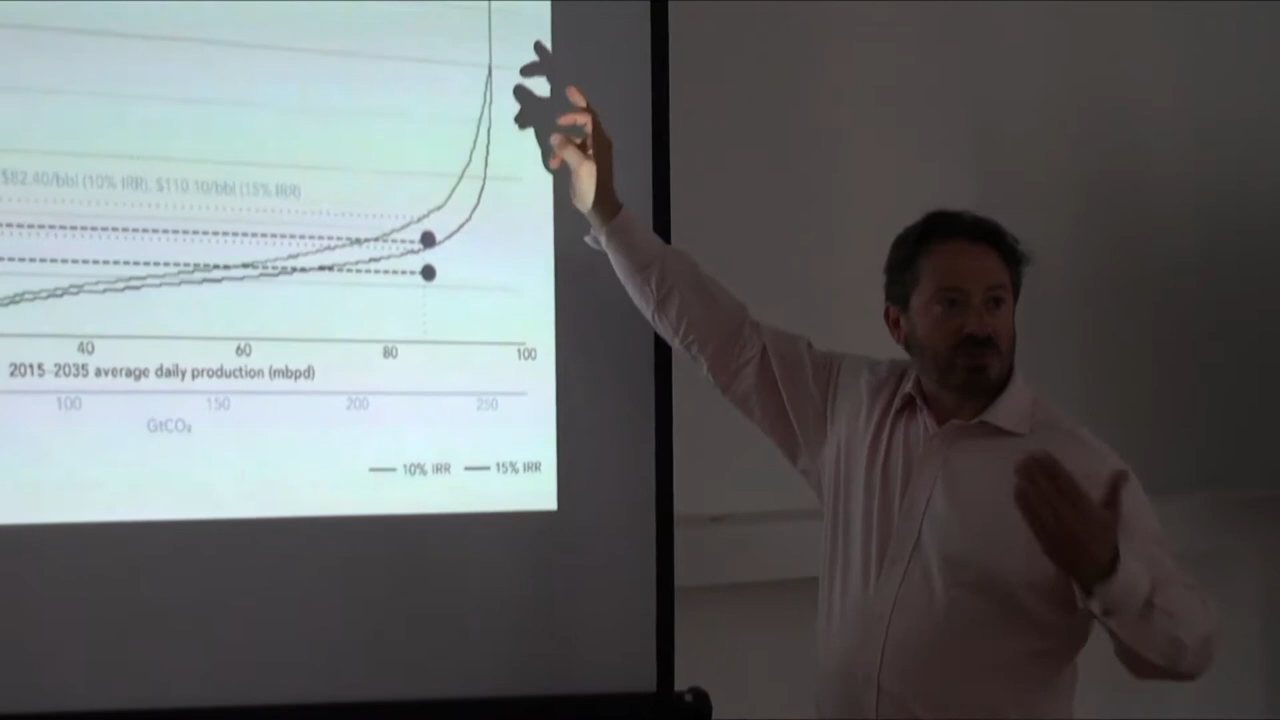 $82.40/bbl (10% IRR), $110.10/bbl (15% IRR)
40 60 80 100
2015-2035 average daily production (mbpd)
100 150 200 250
GtCO₂
10% IRR 15% IRR